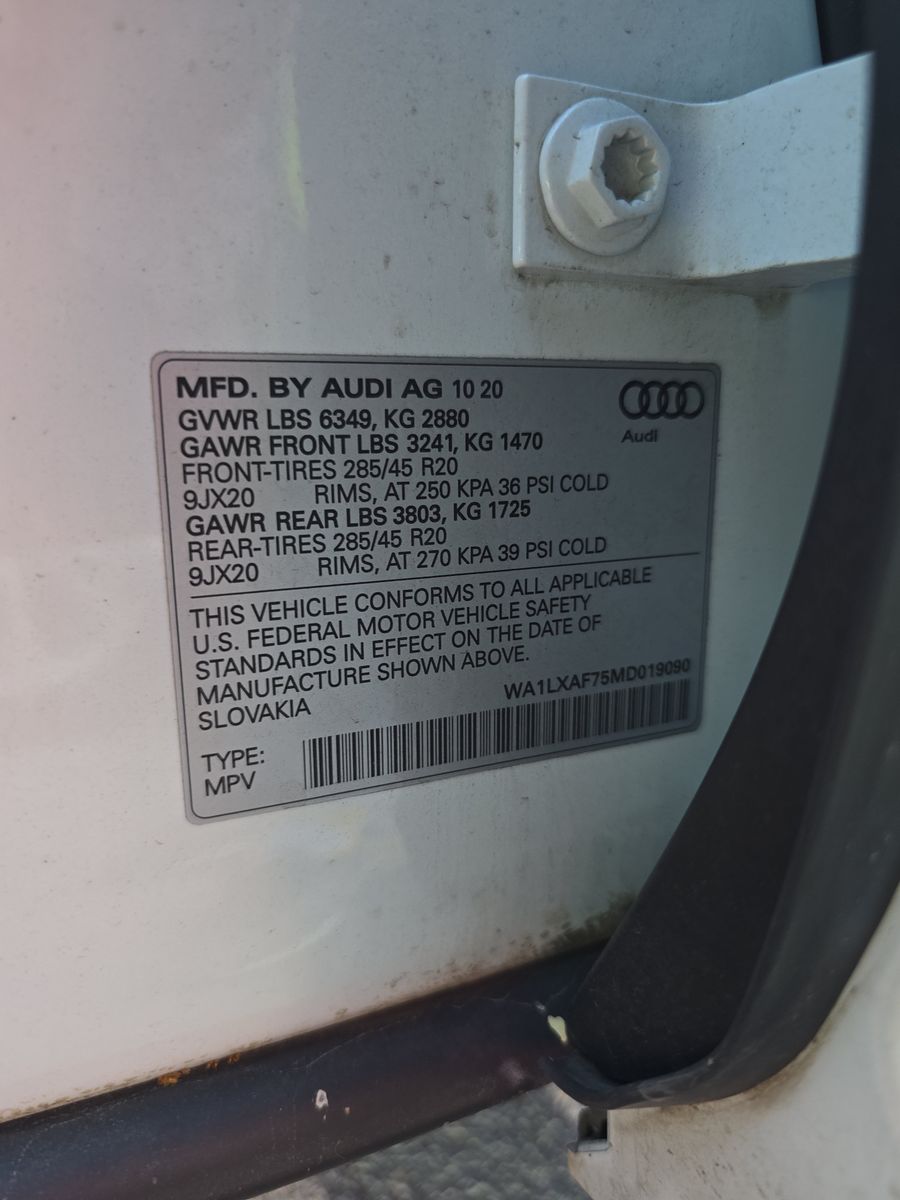 MFD. BY AUDI AG 10 20
GVWR LBS 6349, KG 2880
GAWR FRONT LBS 3241, KG 1470
FRONT-TIRES 285/45 R20
9JX20 RIMS, AT 250 KPA 36 PSI COLD
GAWR REAR LBS 3803, KG 1725
REAR-TIRES 285/45 R20
9JX20 RIMS, AT 270 KPA 39 PSI COLD
Audi
THIS VEHICLE CONFORMS TO ALL APPLICABLE
U.S. FEDERAL MOTOR VEHICLE SAFETY
STANDARDS IN EFFECT ON THE DATE OF
MANUFACTURE SHOWN ABOVE.
SLOVAKIA WA1LXAF75MD019090
TYPE:
MPV